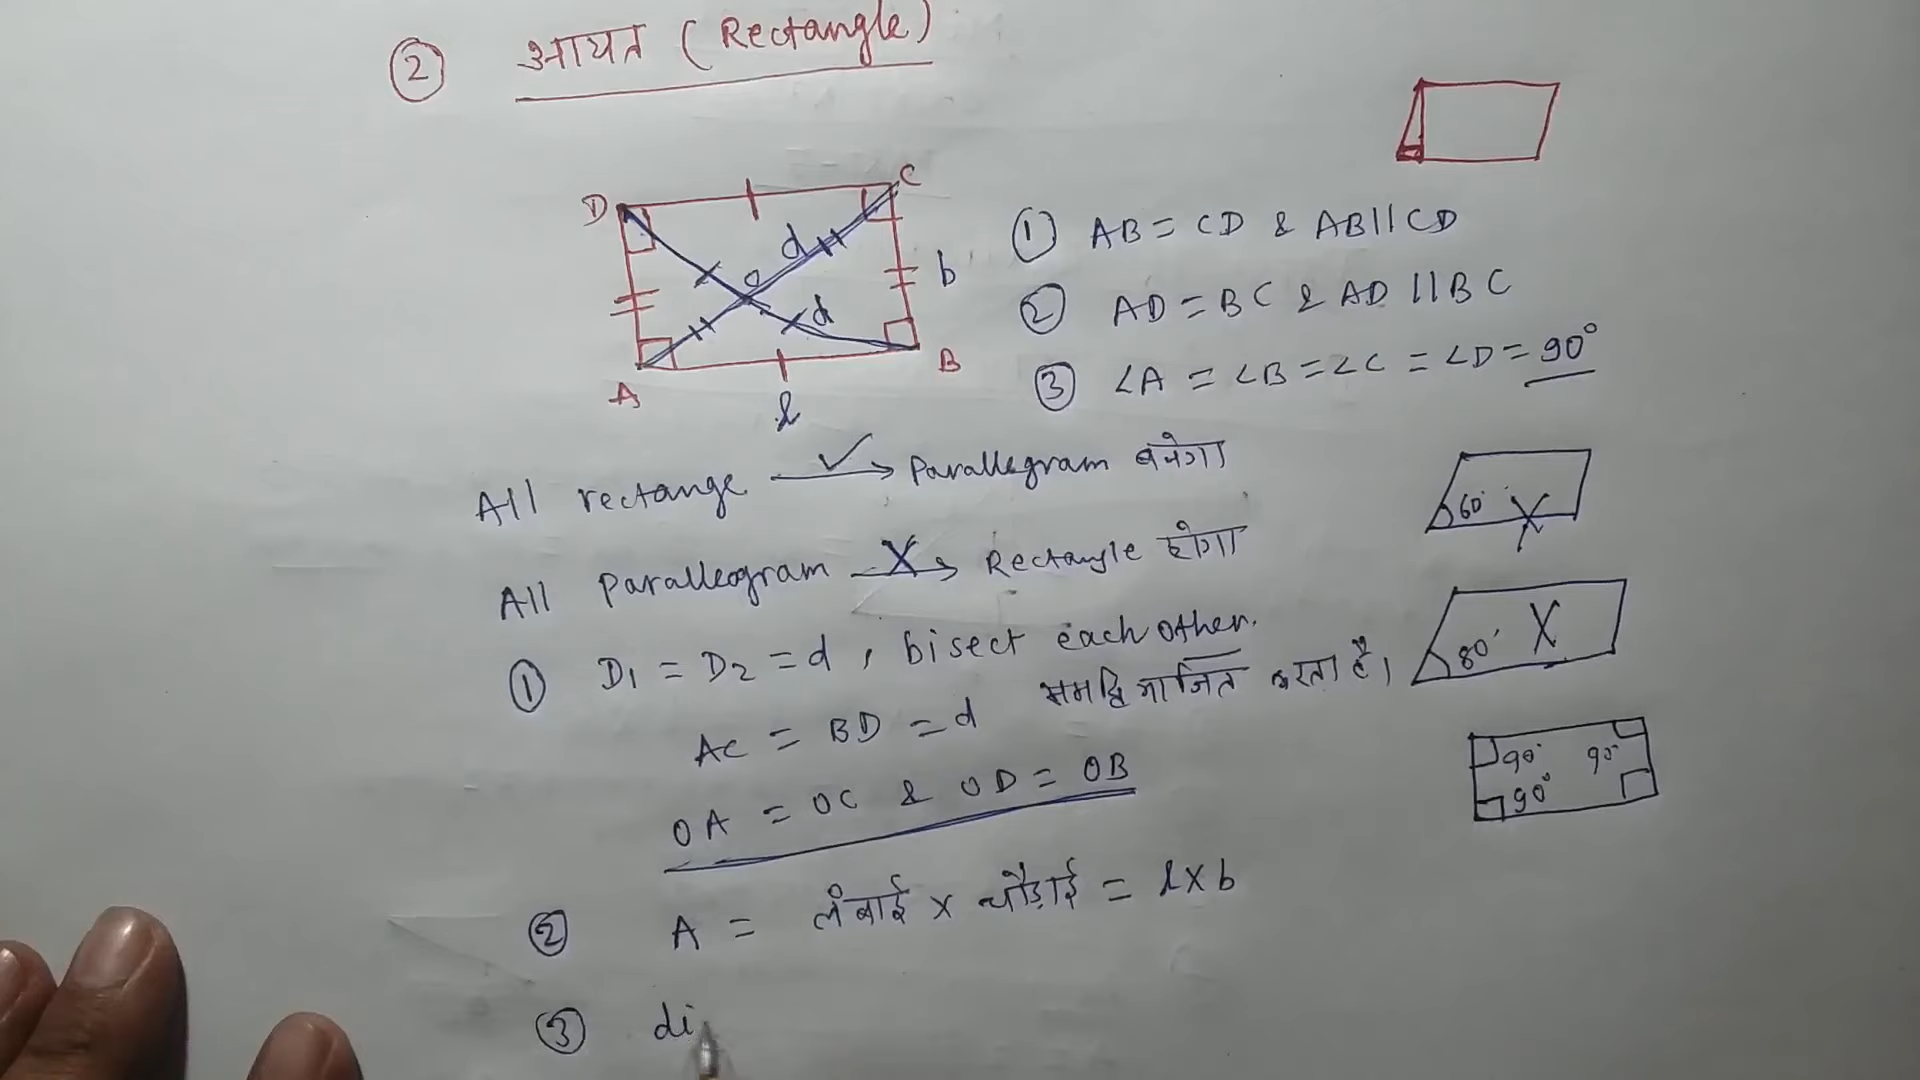 ② आयत (Rectangle)
D C
d
o
b
d
A B
l
① AB = CD & AB||CD
② AD = BC & AD || BC
③ ∠A = ∠B = ∠C = ∠D = 90°
All rectange → Parallegram बनेगा
60°
All Paralleogram X→ Rectangle होगा
① D1 = D2 = d, bisect each other.
समद्विभाजित करता है।
80°
AC = BD = d
90° 90°
90°
OA = OC & OD = OB
② A = लंबाई x चौड़ाई = l x b
③ di